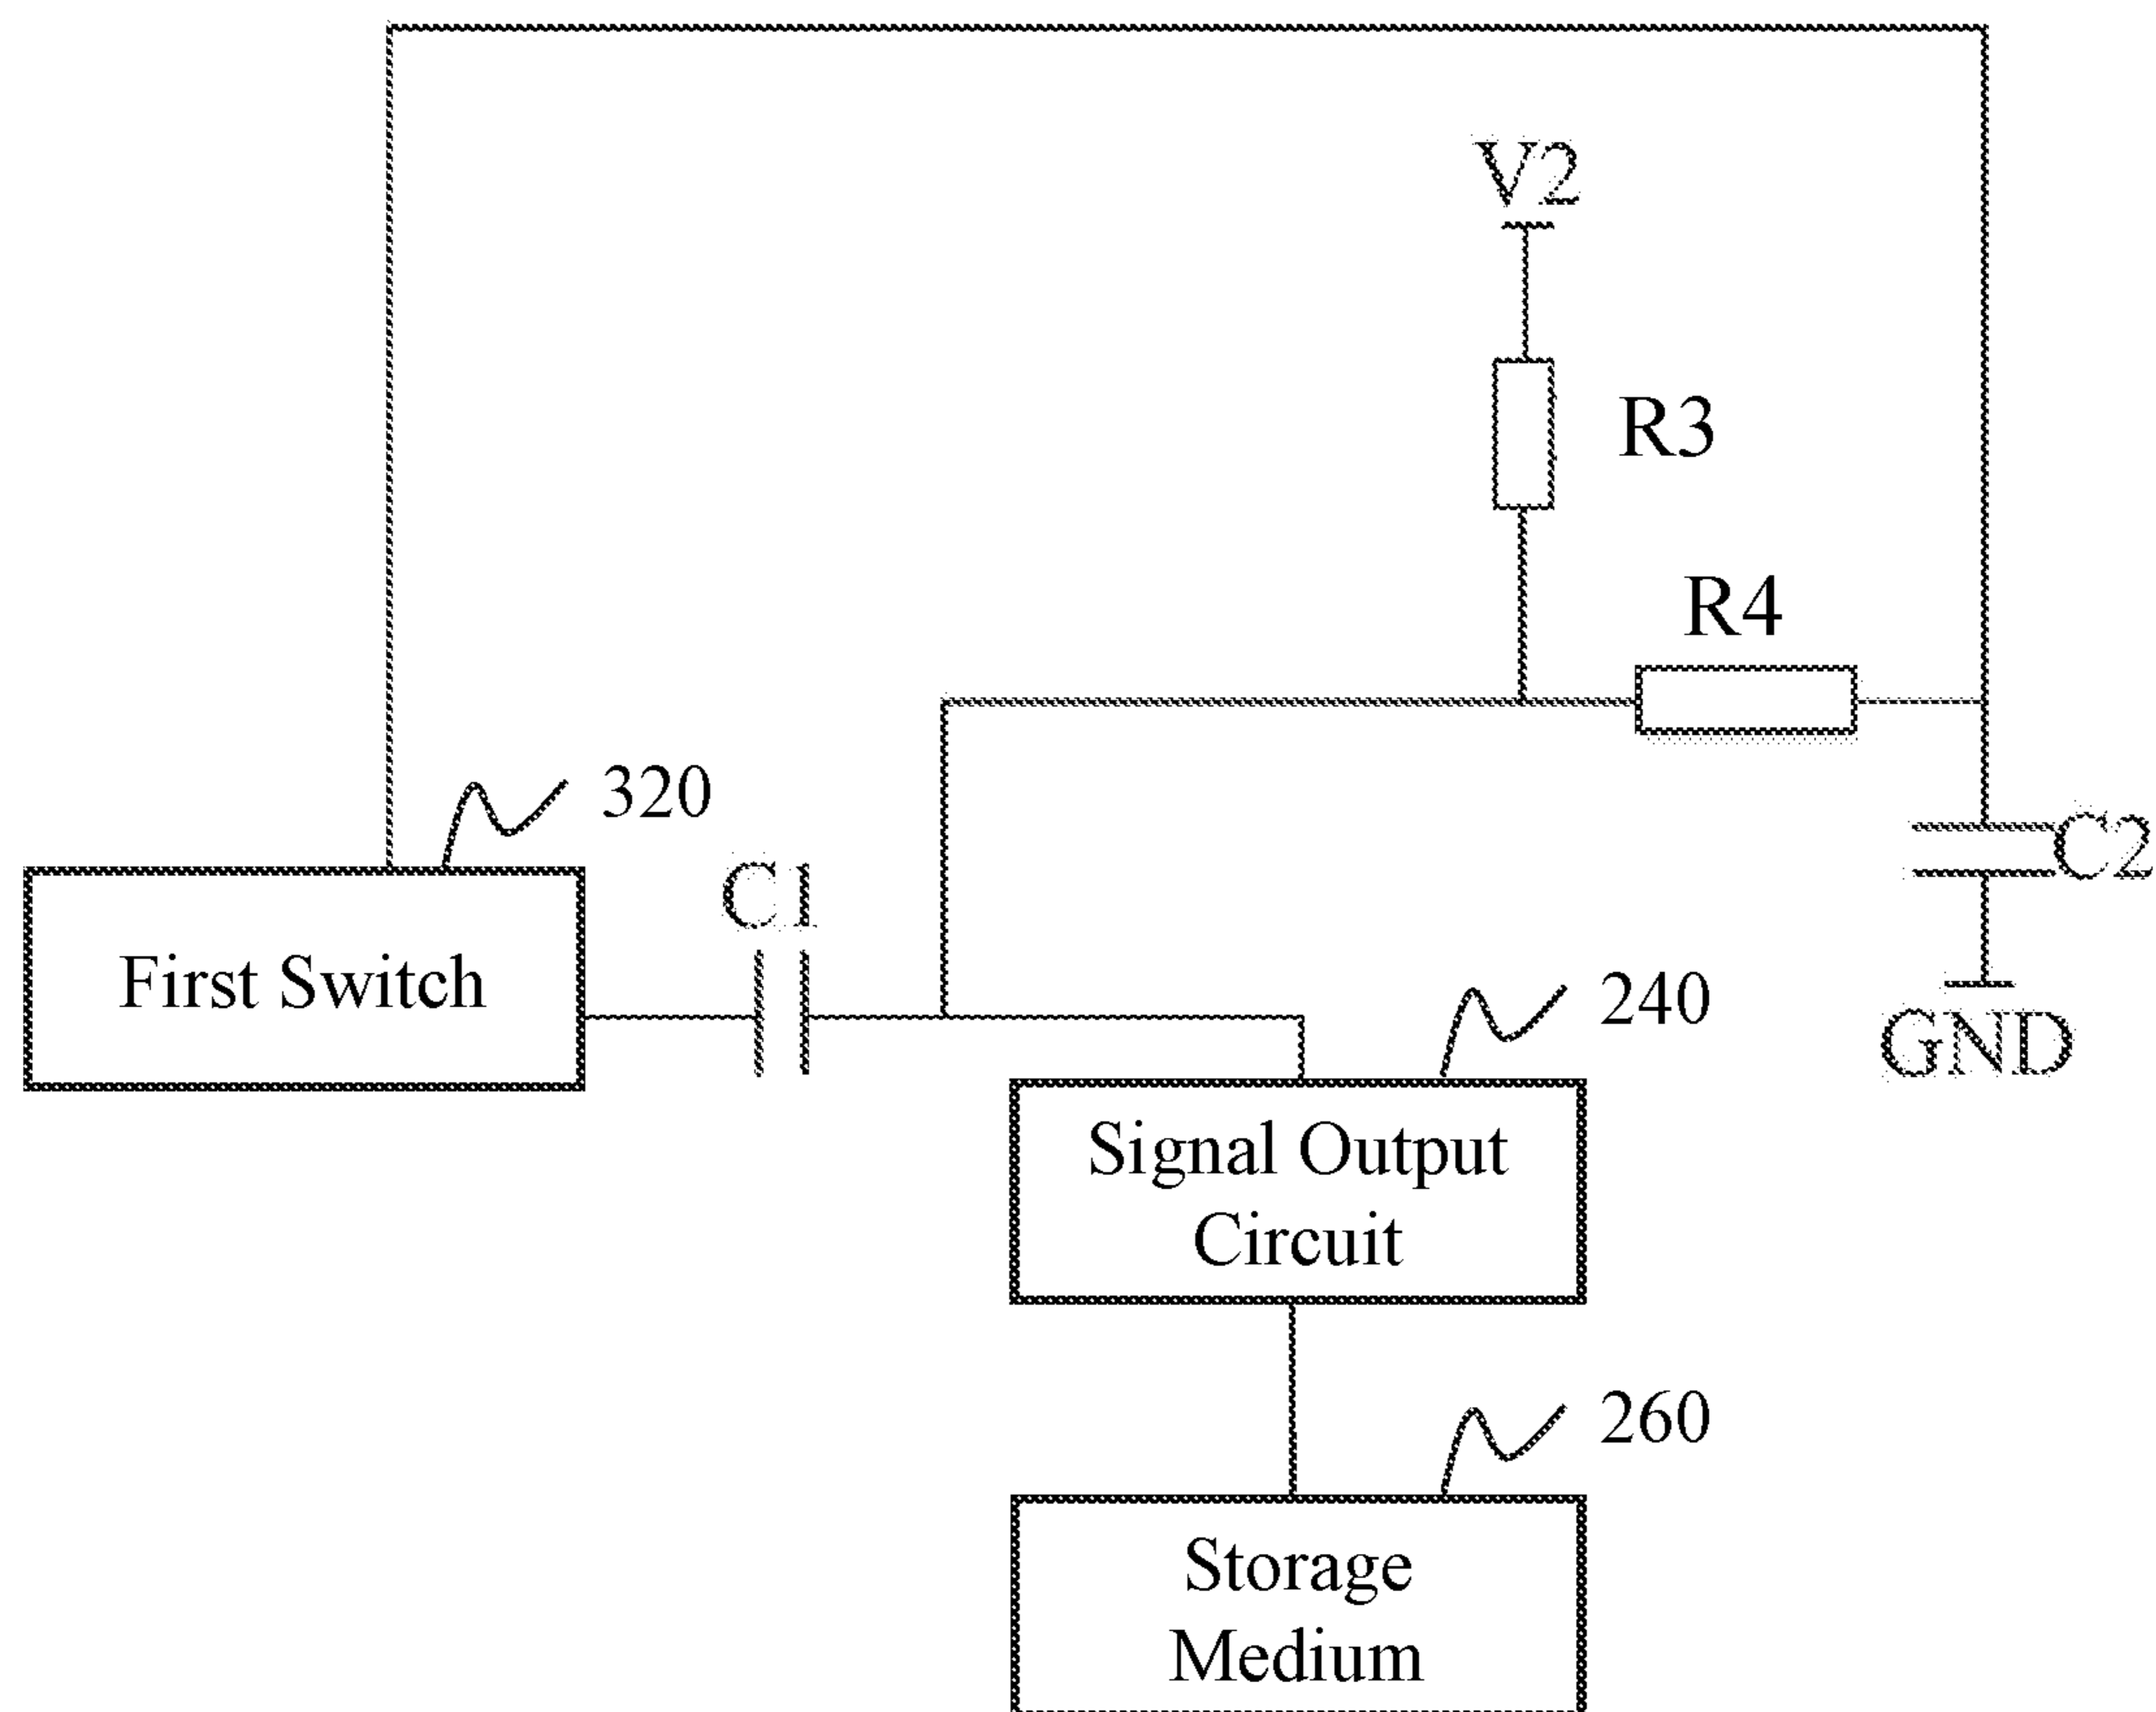 V2
R3
R4
320
C2
C1
First Switch
240
GND
Signal Output
Circuit
260
Storage
Medium